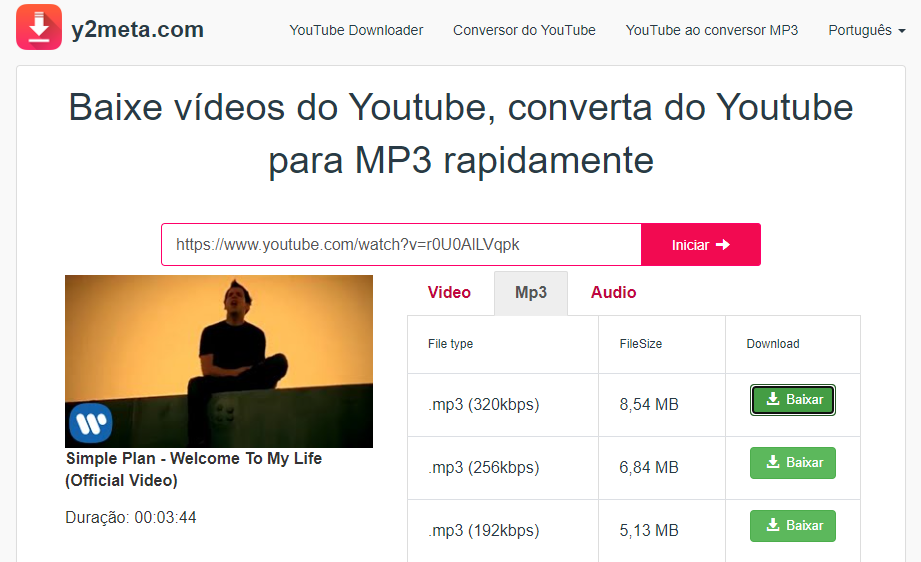 y2meta.com
YouTube Downloader Conversor do YouTube YouTube ao conversor MP3 Português
Baixe vídeos do Youtube, converta do Youtube
para MP3 rapidamente
https://www.youtube.com/watch?v=r0U0AlLVqpk Iniciar
Video Mp3 Audio
File type FileSize Download
.mp3 (320kbps) 8,54 MB Baixar
.mp3 (256kbps) 6,84 MB Baixar
.mp3 (192kbps) 5,13 MB Baixar
Simple Plan - Welcome To My Life
(Official Video)
Duração: 00:03:44